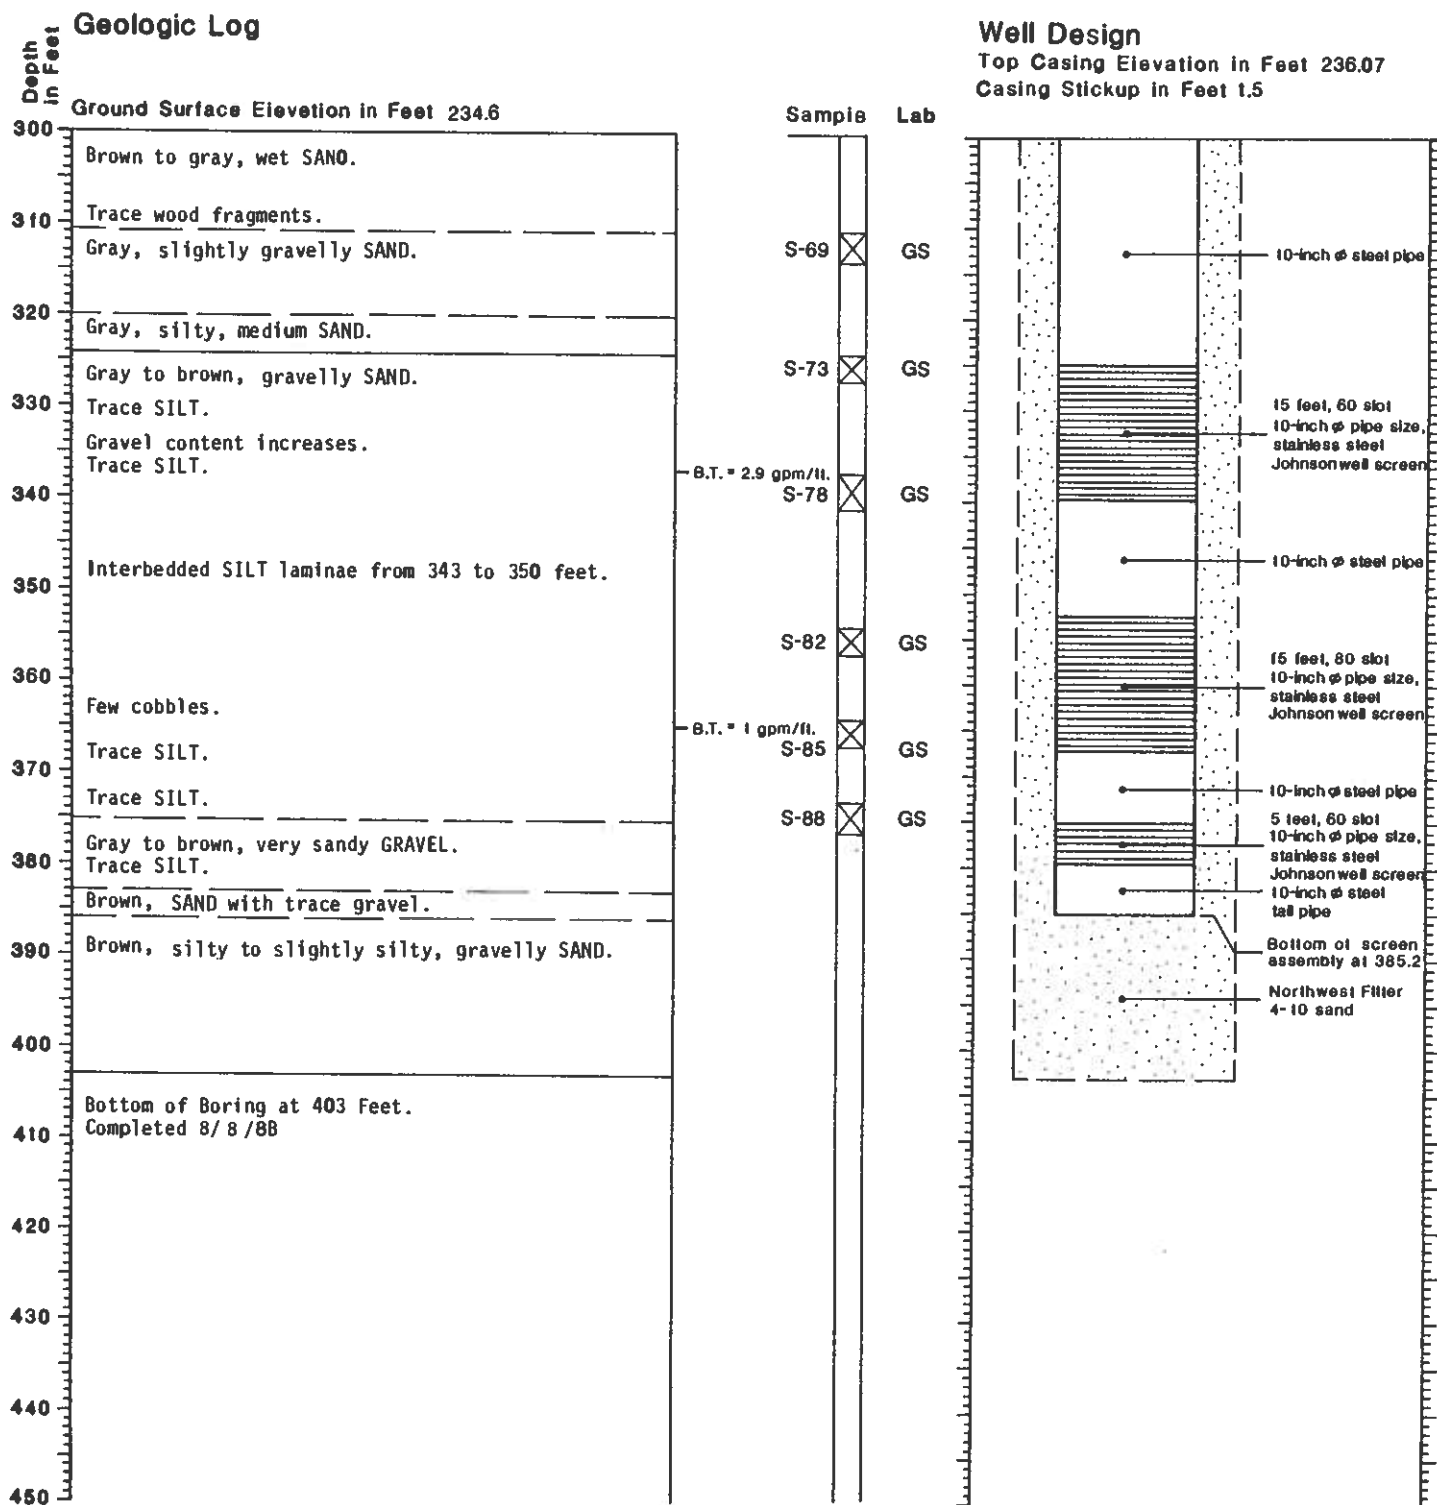 Geologic Log
Depth
in Feet
Ground Surface Elevetion in Feet 234.6
Sample
Lab
Well Design
Top Casing Elevation in Feet 236.07
Casing Stickup in Feet 1.5
300
310
320
330
340
350
360
370
380
390
400
410
420
430
440
450
Brown to gray, wet SANO.
Trace wood fragments.
Gray, slightly gravelly SAND.
Gray, silty, medium SAND.
Gray to brown, gravelly SAND.
Trace SILT.
Gravel content increases.
Trace SILT.
Interbedded SILT laminae from 343 to 350 feet.
Few cobbles.
Trace SILT.
Trace SILT.
Gray to brown, very sandy GRAVEL.
Trace SILT.
Brown, SAND with trace gravel.
Brown, silty to slightly silty, gravelly SAND.
Bottom of Boring at 403 Feet.
Completed 8/ 8 /8B
B.T. = 2.9 gpm/ft.
B.T. = 1 gpm/ft.
S-69 GS
S-73 GS
S-78 GS
S-82 GS
S-85 GS
S-88 GS
10-inch ø steel pipe
15 feet, 60 slot
10-inch ø pipe size,
stainless steel
Johnson well screen
10-inch ø steel pipe
15 feet, 80 slot
10-inch ø pipe size,
stainless steel
Johnson well screen
10-inch ø steel pipe
5 feet, 60 slot
10-inch ø pipe size,
stainless steel
Johnson well screen
10-inch ø steel
tail pipe
Bottom of screen
assembly at 385.2
Northwest Filter
4-10 sand